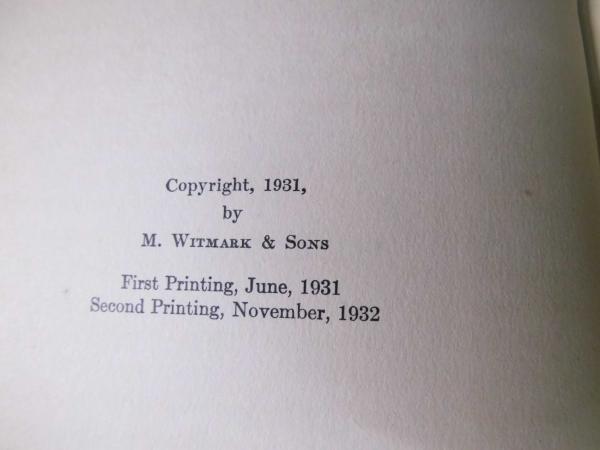 Copyright, 1931,
by
M. Witmark & Sons
First Printing, June, 1931
Second Printing, November, 1932